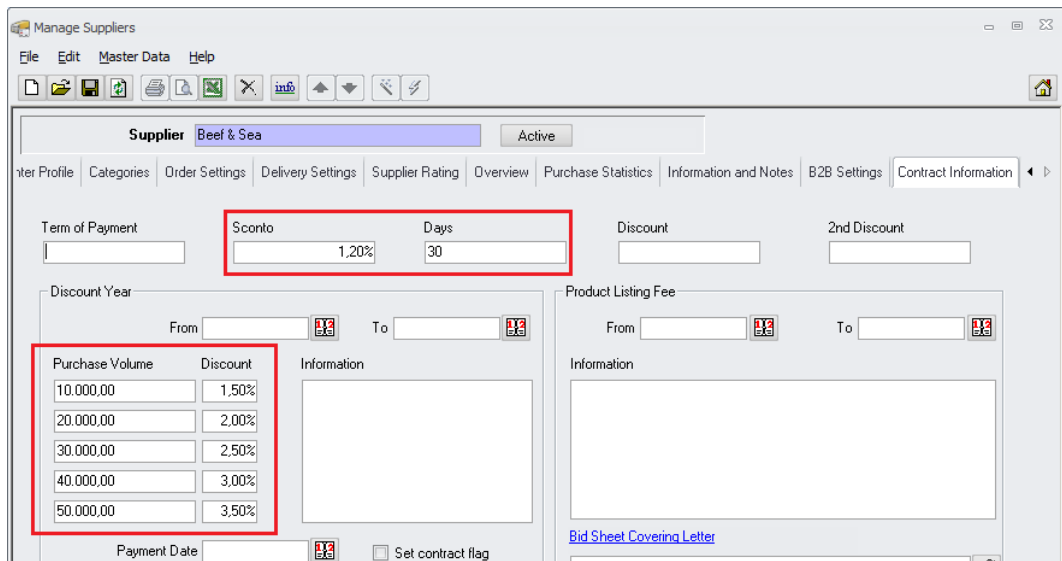 Manage Suppliers
File Edit Master Data Help
info
Supplier Beef & Sea Active
nter Profile Categories Order Settings Delivery Settings Supplier Rating Overview Purchase Statistics Information and Notes B2B Settings Contract Information
Term of Payment Sconto Days Discount 2nd Discount
1,20% 30
Discount Year Product Listing Fee
From To From To
Purchase Volume Discount Information Information
10.000,00 1,50%
20.000,00 2,00%
30.000,00 2,50%
40.000,00 3,00%
50.000,00 3,50%
Bid Sheet Covering Letter
Payment Date Set contract flag